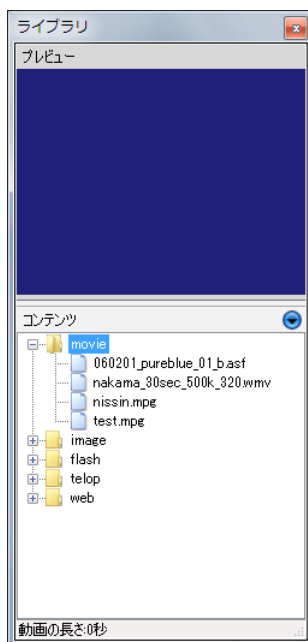 ライブラリ
プレビュー
コンテンツ
movie
060201_pureblue_01_b.asf
nakama_30sec_500k_320.wmv
nissin.mpg
test.mpg
image
flash
telop
web
動画の長さ:0秒